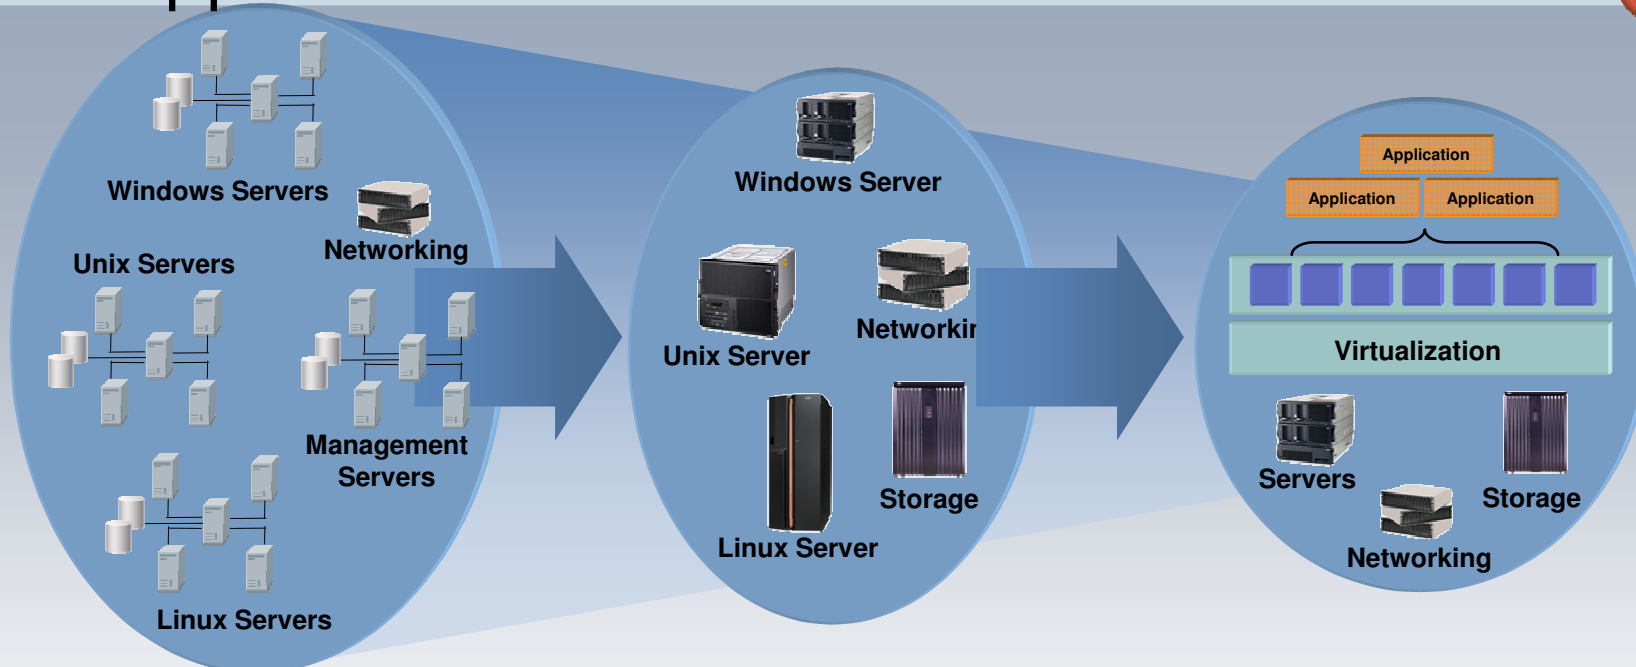 Windows Servers
Networking
Unix Servers
Management
Servers
Linux Servers
Windows Server
Unix Server
Networkin
Storage
Linux Server
Application
Application
Application
Virtualization
Servers
Storage
Networking